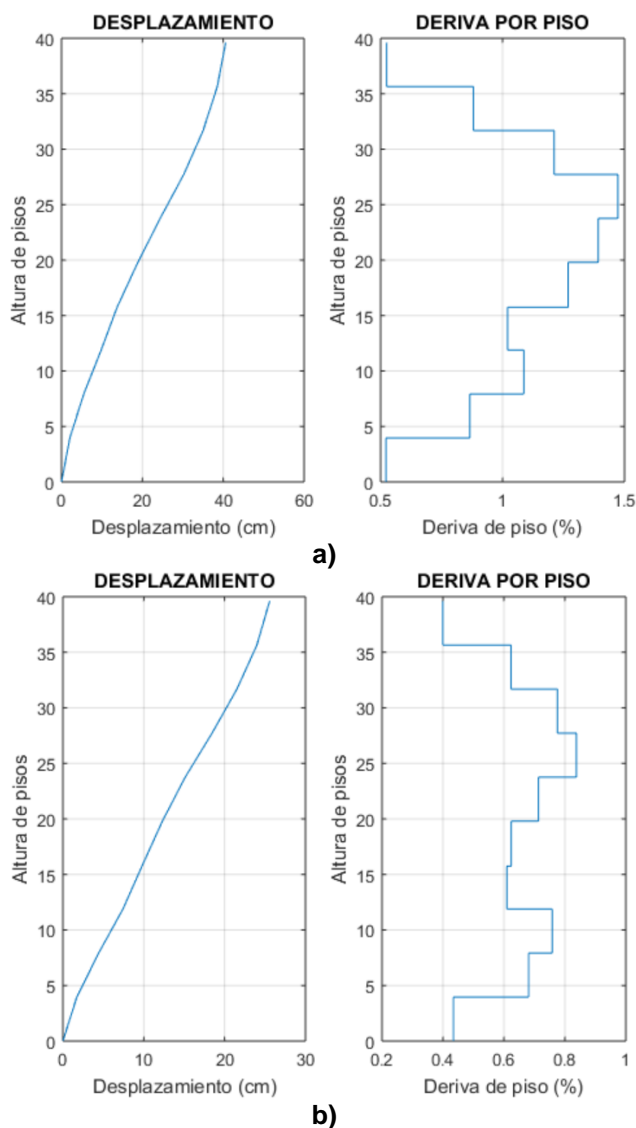 DESPLAZAMIENTO
DERIVA POR PISO
40
35
30
25
20
15
10
5
0
Altura de pisos
0 20 40 60
Desplazamiento (cm)
40
35
30
25
20
15
10
5
0
Altura de pisos
0.5 1 1.5
Deriva de piso (%)
a)
DESPLAZAMIENTO
DERIVA POR PISO
40
35
30
25
20
15
10
5
0
Altura de pisos
0 10 20 30
Desplazamiento (cm)
40
35
30
25
20
15
10
5
0
Altura de pisos
0.2 0.4 0.6 0.8 1
Deriva de piso (%)
b)